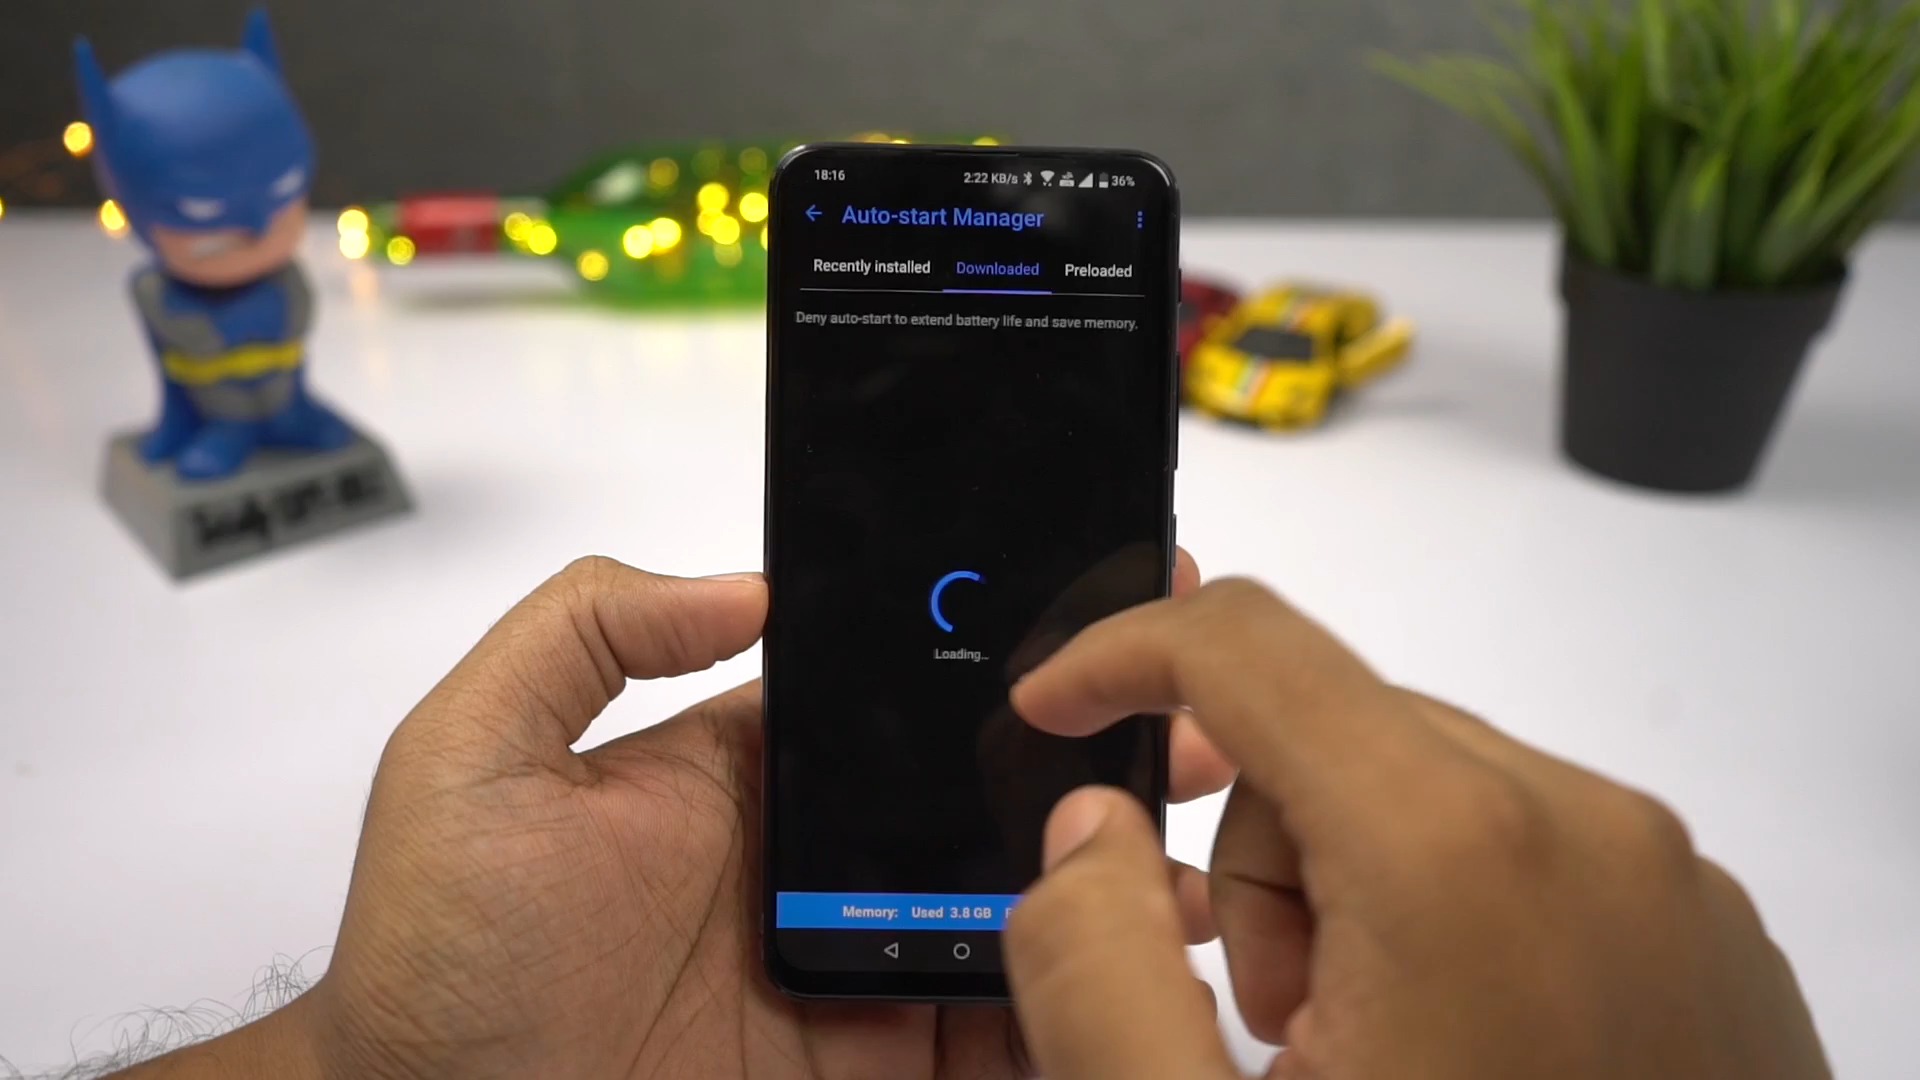 18:16 2:22 KB/s 36%
Auto-start Manager
Recently installed Downloaded Preloaded
Deny auto-start to extend battery life and save memory.
Loading...
Memory: Used 3.8 GB